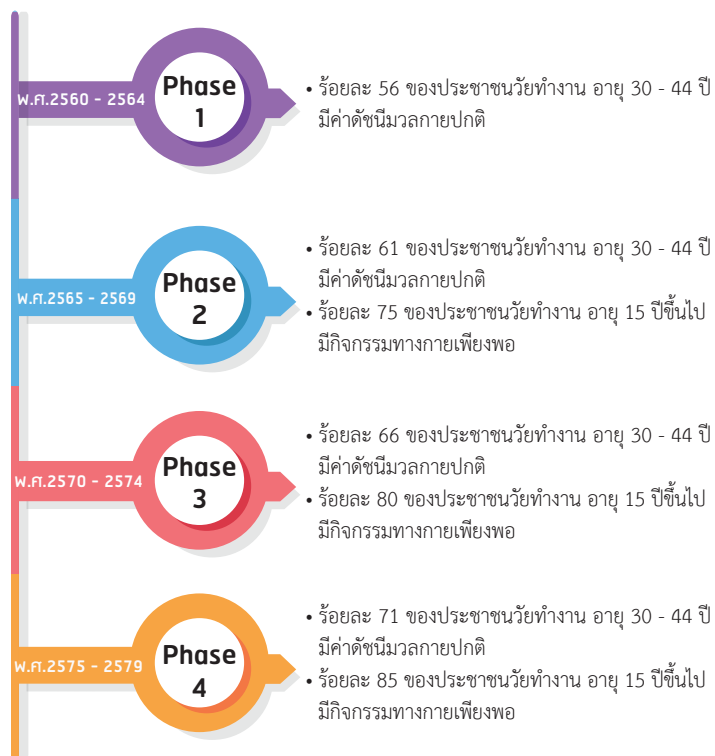 พ.ศ.2560 - 2564
Phase
1
• ร้อยละ 56 ของประชาชนวัยทำงาน อายุ 30 - 44 ปี
มีค่าดัชนีมวลกายปกติ
พ.ศ.2565 - 2569
Phase
2
• ร้อยละ 61 ของประชาชนวัยทำงาน อายุ 30 - 44 ปี
มีค่าดัชนีมวลกายปกติ
• ร้อยละ 75 ของประชาชนวัยทำงาน อายุ 15 ปีขึ้นไป
มีกิจกรรมทางกายเพียงพอ
พ.ศ.2570 - 2574
Phase
3
• ร้อยละ 66 ของประชาชนวัยทำงาน อายุ 30 - 44 ปี
มีค่าดัชนีมวลกายปกติ
• ร้อยละ 80 ของประชาชนวัยทำงาน อายุ 15 ปีขึ้นไป
มีกิจกรรมทางกายเพียงพอ
พ.ศ.2575 - 2579
Phase
4
• ร้อยละ 71 ของประชาชนวัยทำงาน อายุ 30 - 44 ปี
มีค่าดัชนีมวลกายปกติ
• ร้อยละ 85 ของประชาชนวัยทำงาน อายุ 15 ปีขึ้นไป
มีกิจกรรมทางกายเพียงพอ